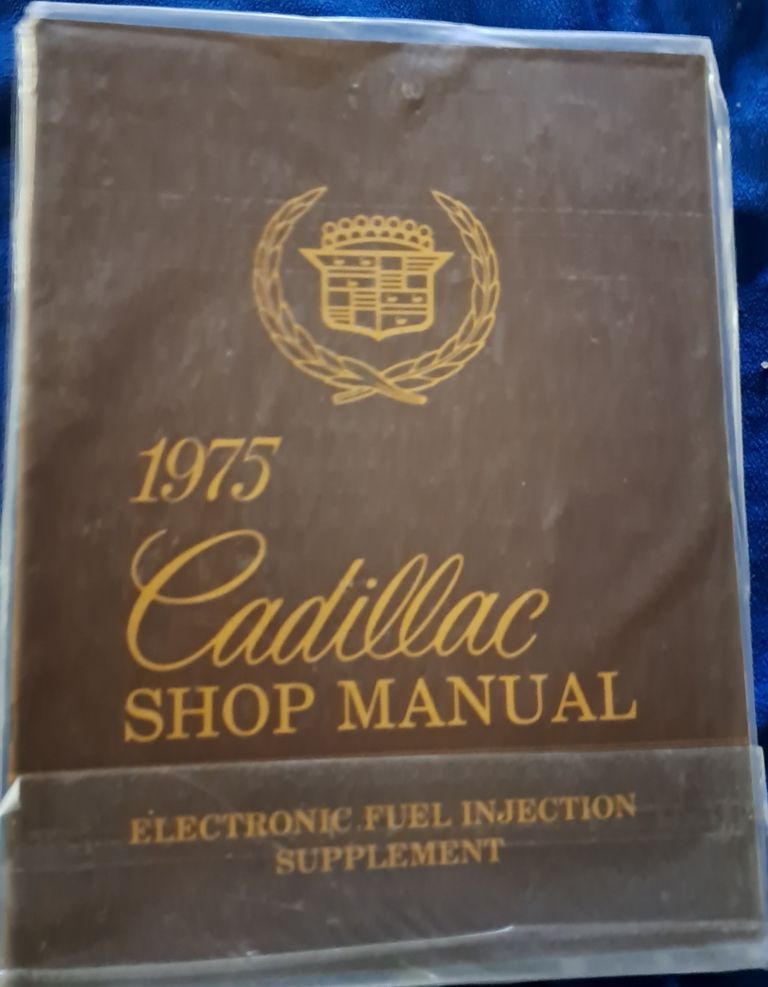 1975
Cadillac
SHOP MANUAL
ELECTRONIC FUEL INJECTION
SUPPLEMENT